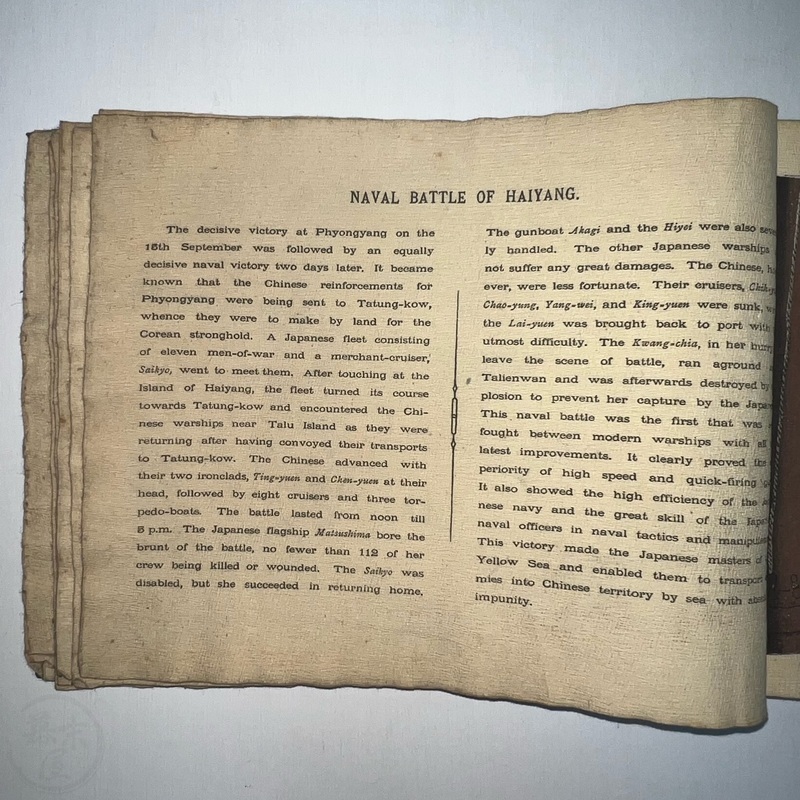 NAVAL BATTLE OF HAIYANG.
The decisive victory at Phyongyang on the
15th September was followed by an equally
decisive naval victory two days later. It became
known that the Chinese reinforcements for
Phyongyang were being sent to Tatung-kow,
whence they were to make by land for the
Corean stronghold. A Japanese fleet consisting
of eleven men-of-war and a merchant-cruiser,
Saikyo, went to meet them. After touching at the
Island of Haiyang, the fleet turned its course
towards Tatung-kow and encountered the Chi-
nese warships near Talu Island as they were
returning after having convoyed their transports
to Tatung-kow. The Chinese advanced with
their two ironclads, Ting-yuen and Chen-yuen at their
head, followed by eight cruisers and three tor-
pedo-boats. The battle lasted from noon till
5 p.m. The Japanese flagship Matsushima bore the
brunt of the battle, no fewer than 112 of her
crew being killed or wounded. The Saikyo was
disabled, but she succeeded in returning home.
The gunboat Akagi and the Hiyei were also
ly handled. The other Japanese warships
not suffer any great damages. The Chinese,
ever, were less fortunate. Their cruisers,
Chao-yung, Yang-wei, and King-yuen were sunk,
the Lai-yuen was brought back to port with
utmost difficulty. The Kwang-chia, in her hurry
leave the scene of battle, ran aground
Talienwan and was afterwards destroyed by
plosion to prevent her capture by the
This naval battle was the first that was
fought between modern warships with all
latest improvements. It clearly proved the
periority of high speed and quick-firing
It also showed the high efficiency of the
nese navy and the great skill of the
naval officers in naval tactics and
This victory made the Japanese masters of
Yellow Sea and enabled them to transport
mies into Chinese territory by sea with
impunity.